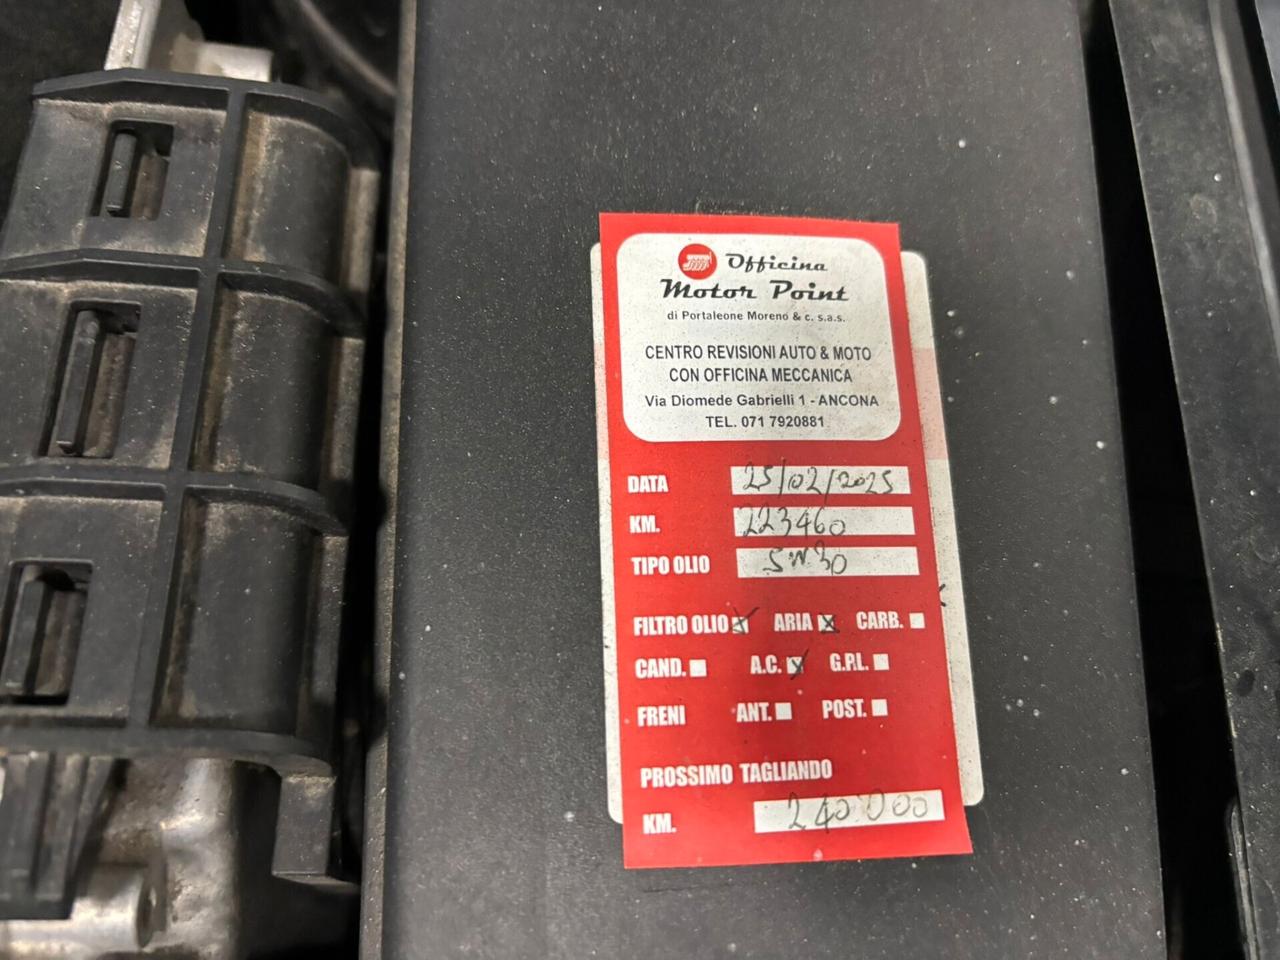 Officina
Motor Point
di Portaleone Moreno & c. s.a.s.
CENTRO REVISIONI AUTO & MOTO
CON OFFICINA MECCANICA
Via Diomede Gabrielli 1 - ANCONA
TEL. 071 7920881
DATA 25/02/2025
KM. 223460
TIPO OLIO 5W30
FILTRO OLIO ARIA CARB.
CAND. A.C. G.P.L.
FRENI ANT. POST.
PROSSIMO TAGLIANDO
KM. 240.000